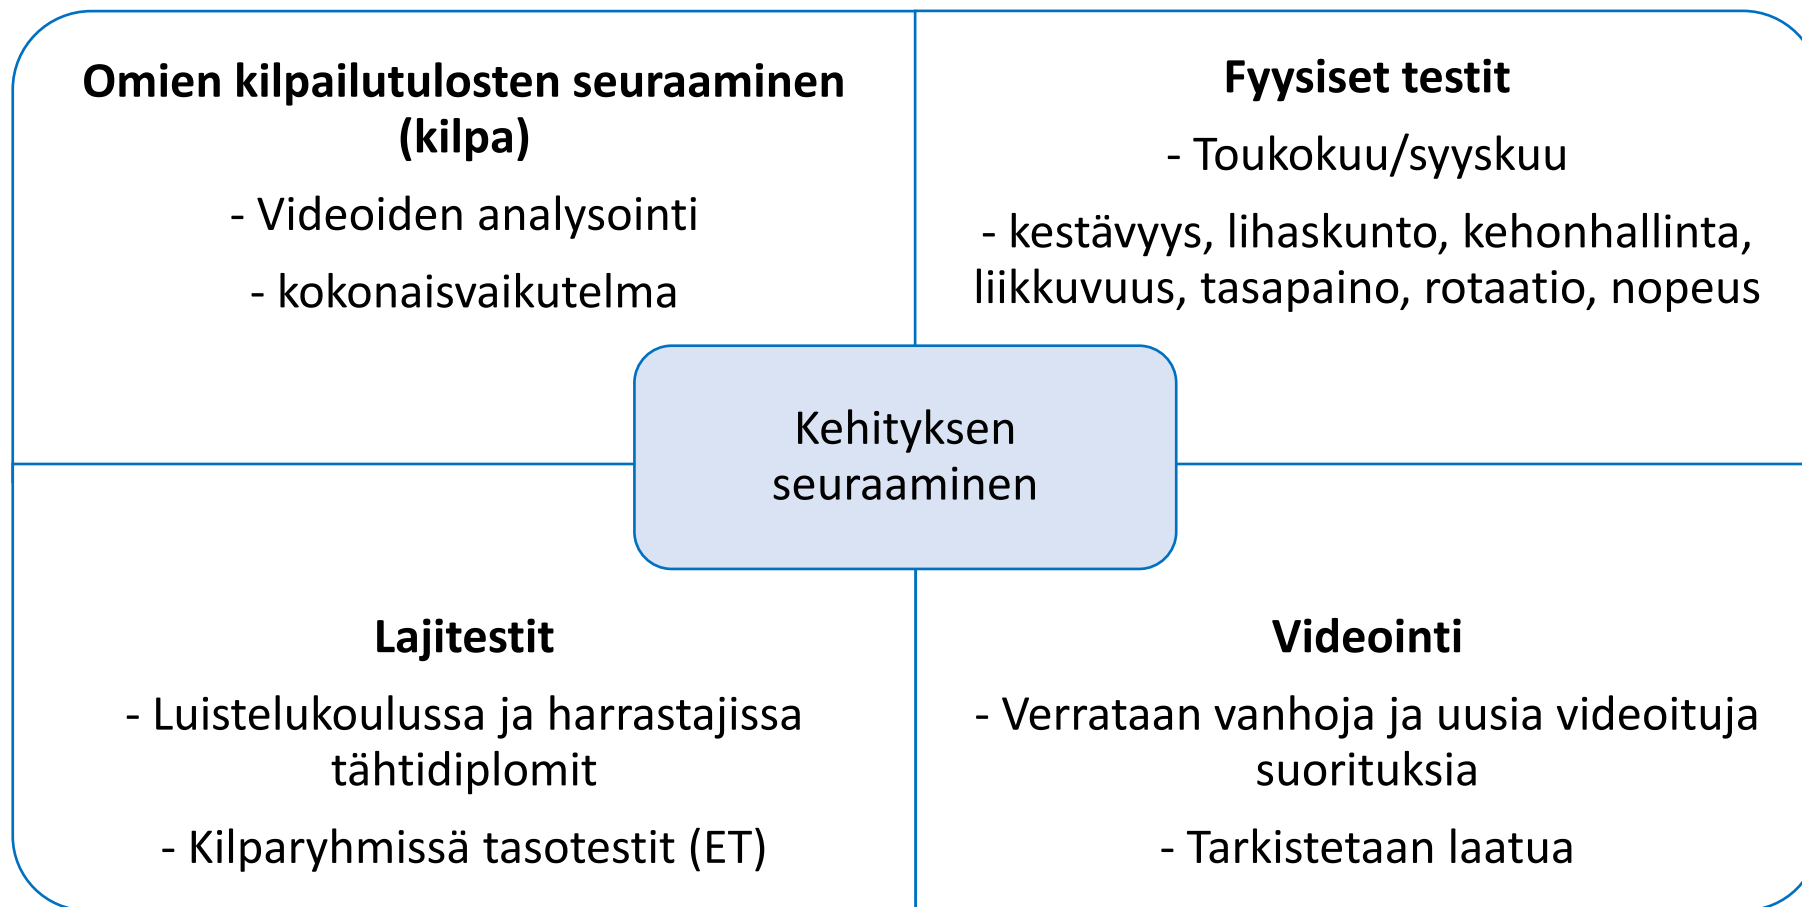 Omien kilpailutulosten seuraaminen
(kilpa)
- Videoiden analysointi
- kokonaisvaikutelma
Fyysiset testit
- Toukokuu/syyskuu
- kestävyys, lihaskunto, kehonhallinta,
liikkuvuus, tasapaino, rotaatio, nopeus
Kehityksen
seuraaminen
Lajitestit
- Luistelukoulussa ja harrastajissa
tähtidiplomit
- Kilparyhmissä tasotestit (ET)
Videointi
- Verrataan vanhoja ja uusia videoituja
suorituksia
- Tarkistetaan laatua